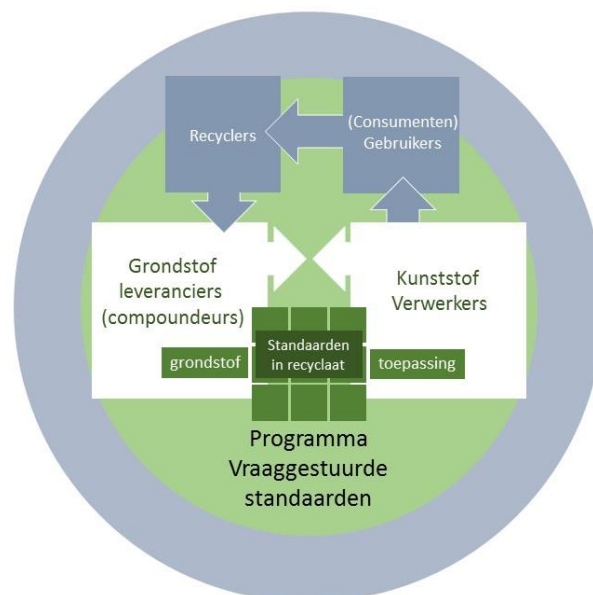 Recyclers
(Consumenten)
Gebruikers
Grondstof
leveranciers
(compoundeurs)
Kunststof
Verwerkers
grondstof
Standaarden
in recyclaat
toepassing
Programma
Vraaggestuurde
standaarden